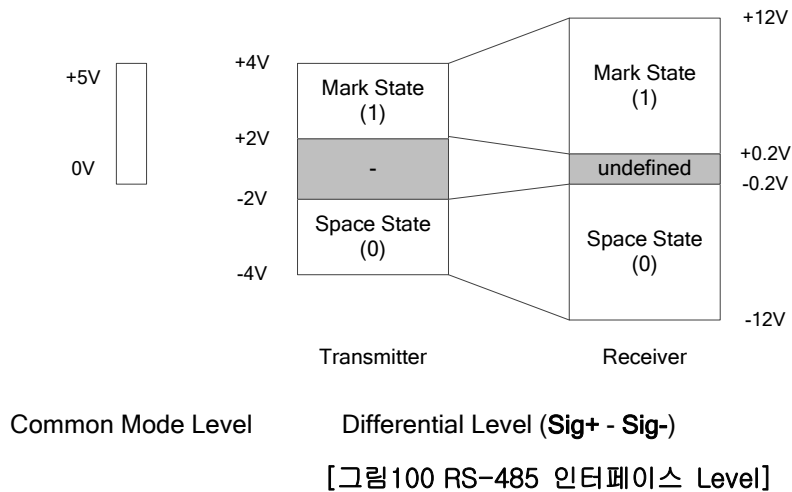 +12V
+5V
+4V
Mark State
(1)
Mark State
(1)
+2V
+0.2V
0V
-
undefined
-0.2V
-2V
Space State
(0)
Space State
(0)
-4V
-12V
Transmitter
Receiver
Common Mode Level
Differential Level (Sig+ - Sig-)
[그림100 RS-485 인터페이스 Level]